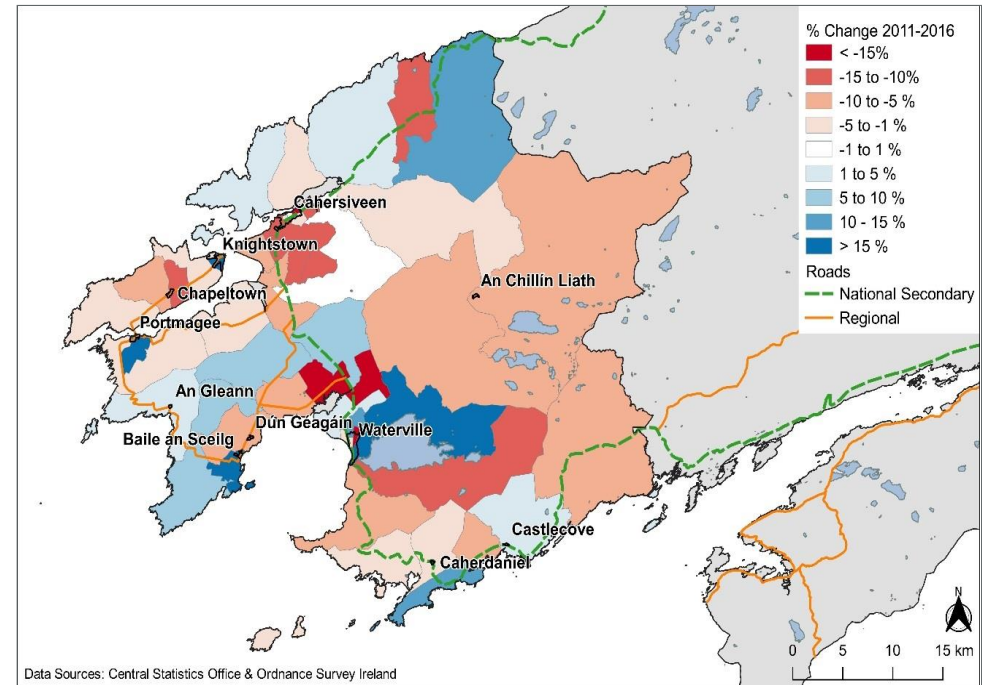 % Change 2011-2016
< -15%
-15 to -10%
-10 to -5 %
-5 to -1 %
-1 to 1 %
1 to 5 %
5 to 10 %
10 - 15 %
> 15 %
Roads
National Secondary
Regional
Cahersiveen
Knightstown
An Chillín Liath
Chapeltown
Portmagee
An Gleann
Dún Geagáin
Waterville
Baile an Sceilg
Castlecove
Caherdaniel
N
0 5 10 15 km
Data Sources: Central Statistics Office & Ordnance Survey Ireland